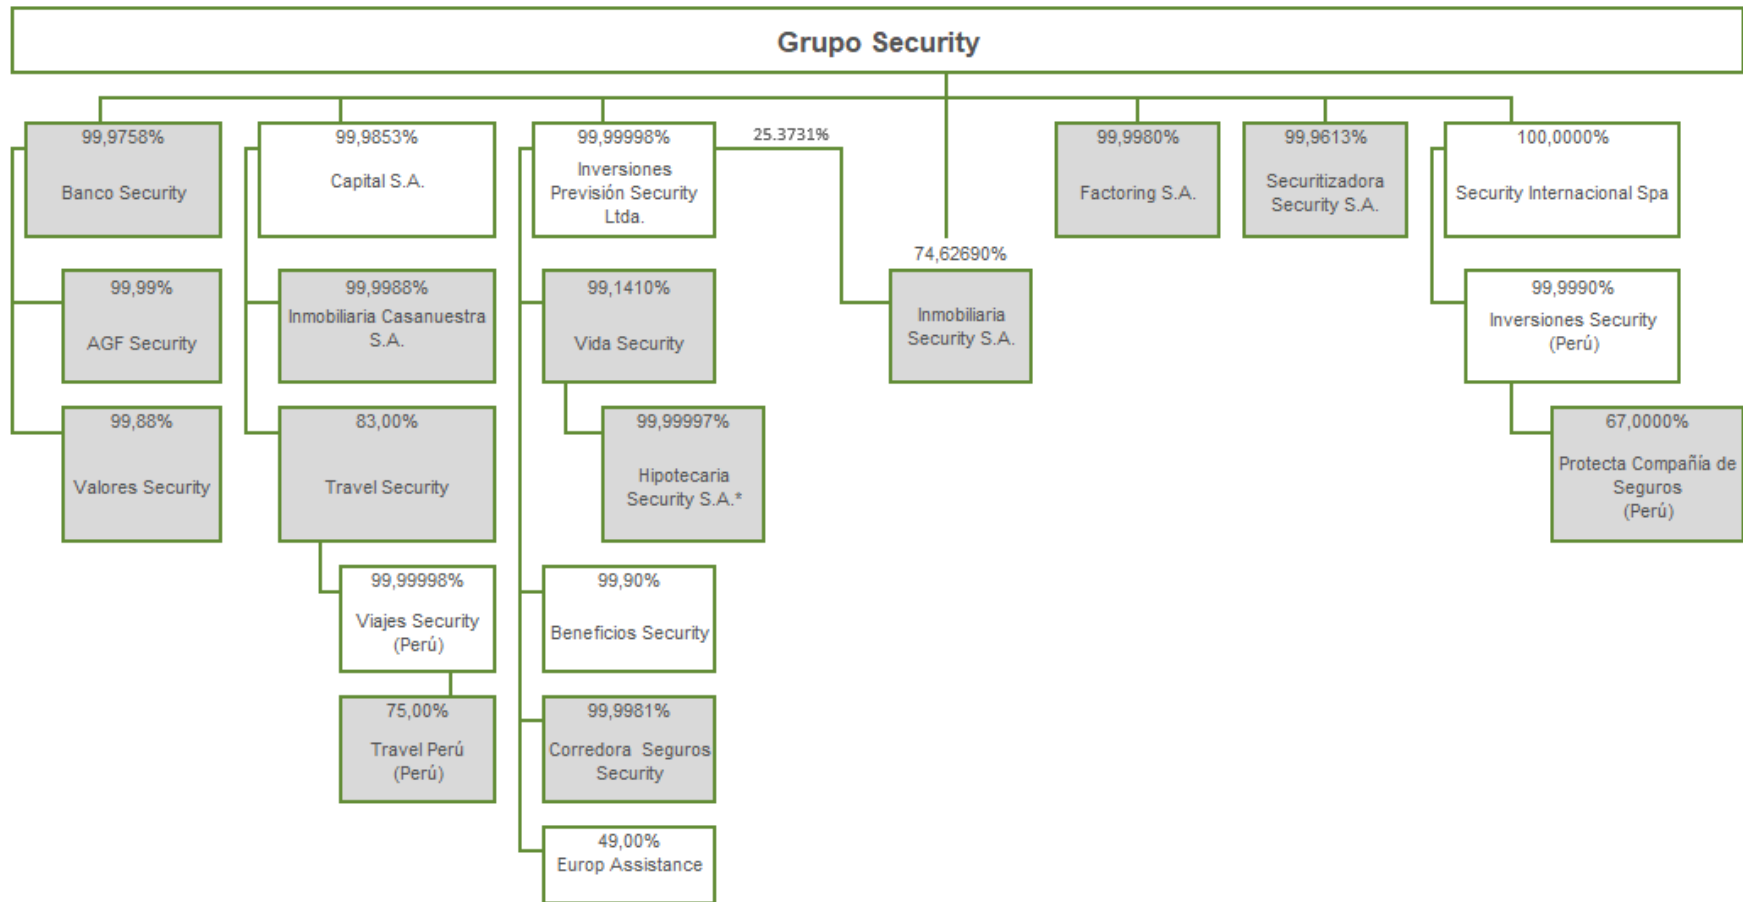 Grupo Security
99,9758%
Banco Security
99,9853%
Capital S.A.
99,99998%
Inversiones
Previsión Security
Ltda.
25.3731%
99,9980%
Factoring S.A.
99,9613%
Securitizadora
Security S.A.
100,0000%
Security Internacional Spa
99,99%
AGF Security
99,9988%
Inmobiliaria Casanuestra
S.A.
99,1410%
Vida Security
74,62690%
Inmobiliaria
Security S.A.
99,9990%
Inversiones Security
(Perú)
99,88%
Valores Security
83,00%
Travel Security
99,99997%
Hipotecaria
Security S.A.*
67,0000%
Protecta Compañía de
Seguros
(Perú)
99,99998%
Viajes Security
(Perú)
99,90%
Beneficios Security
75,00%
Travel Perú
(Perú)
99,9981%
Corredora Seguros
Security
49,00%
Europ Assistance